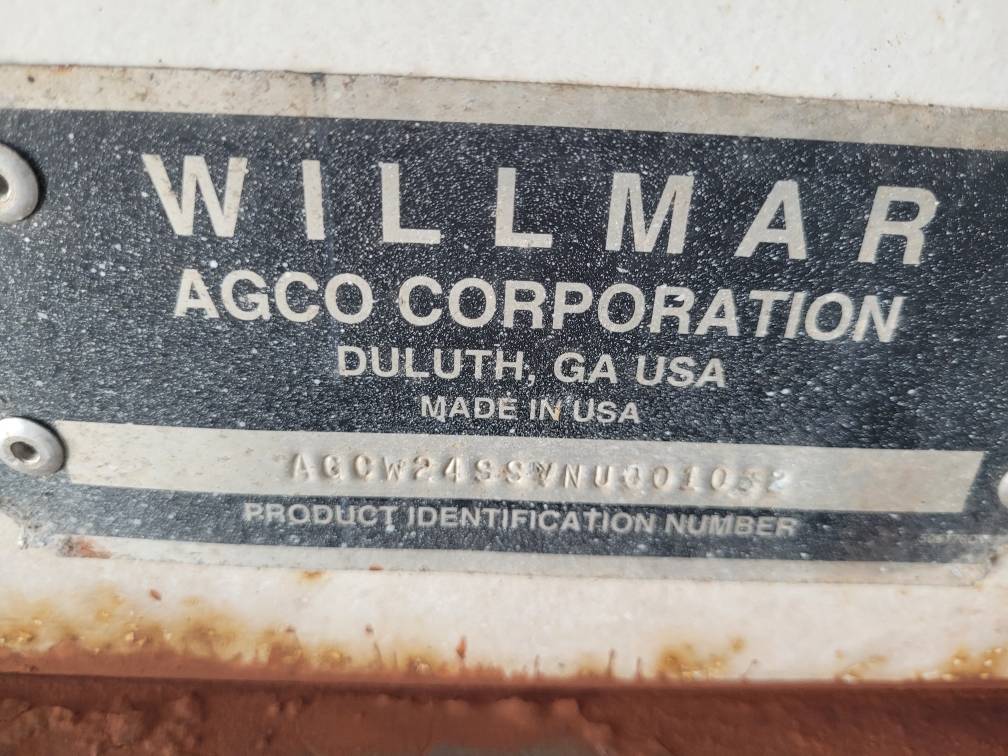 WILLMAR
AGCO CORPORATION
DULUTH, GA USA
MADE IN USA
PRODUCT IDENTIFICATION NUMBER